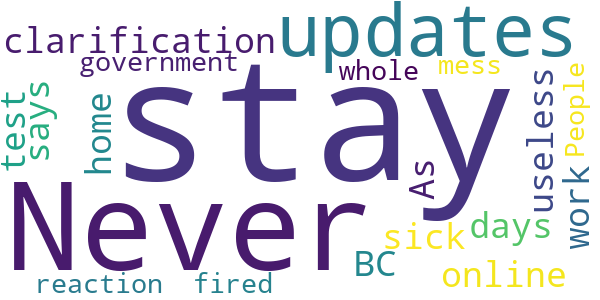 clarification updates
government whole mess
stay
test says home As useless People work
Never
sick days
BC online
reaction fired